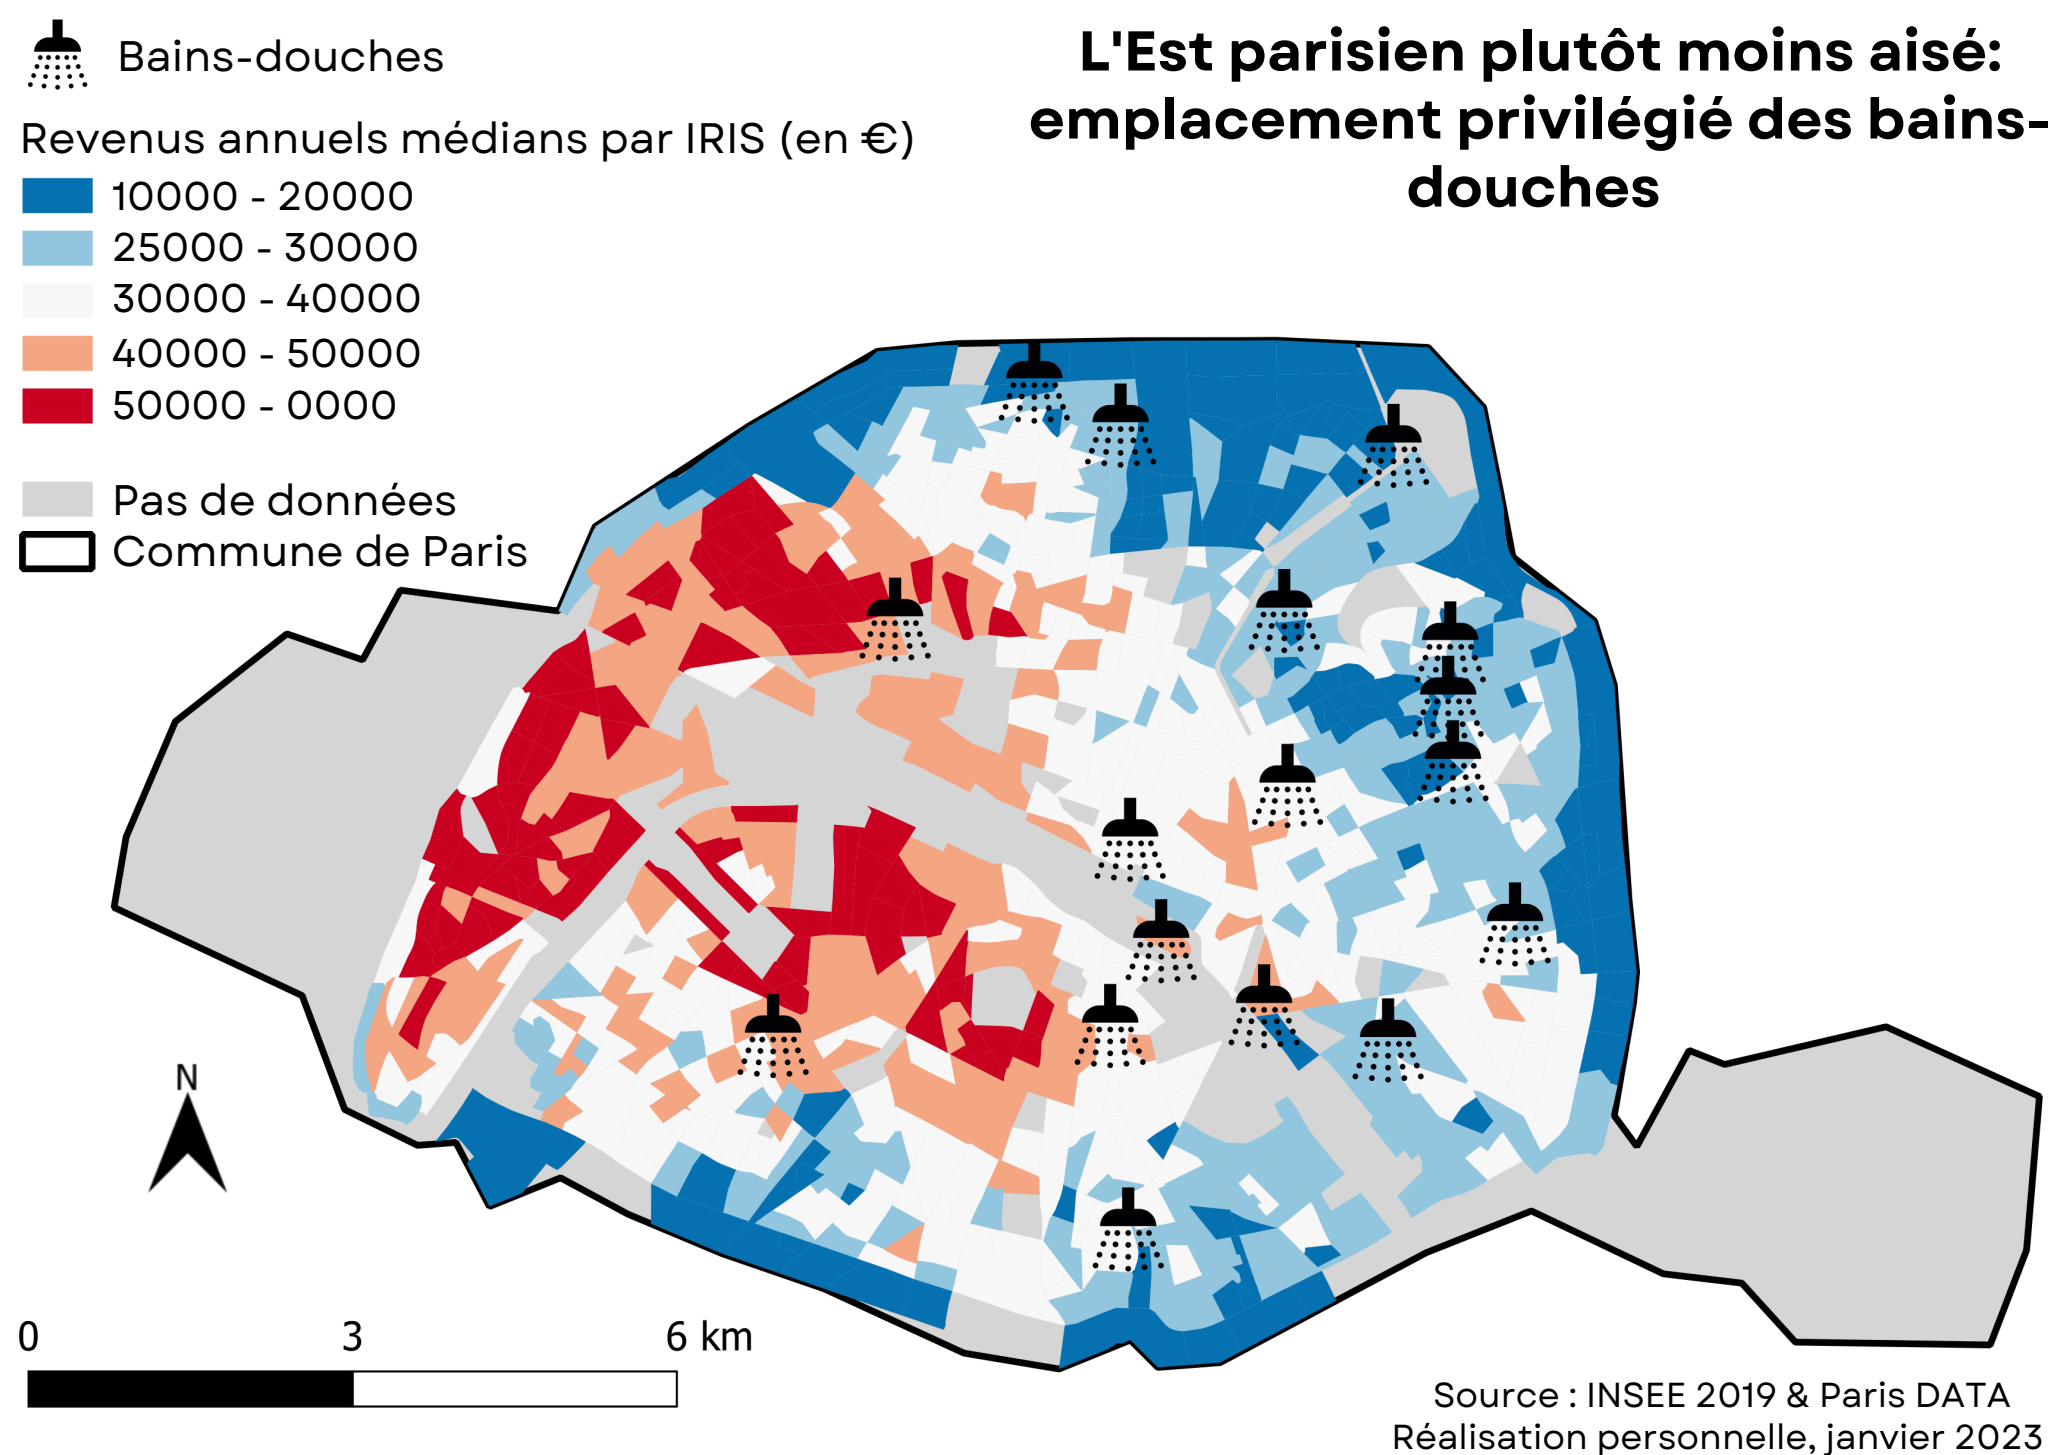 Bains-douches
L'Est parisien plutôt moins aisé:
emplacement privilégié des bains-
douches
Revenus annuels médians par IRIS (en €)
10000 - 20000
25000 - 30000
30000 - 40000
40000 - 50000
50000 - 0000
Pas de données
Commune de Paris
N
0 3 6 km
Source : INSEE 2019 & Paris DATA
Réalisation personnelle, janvier 2023